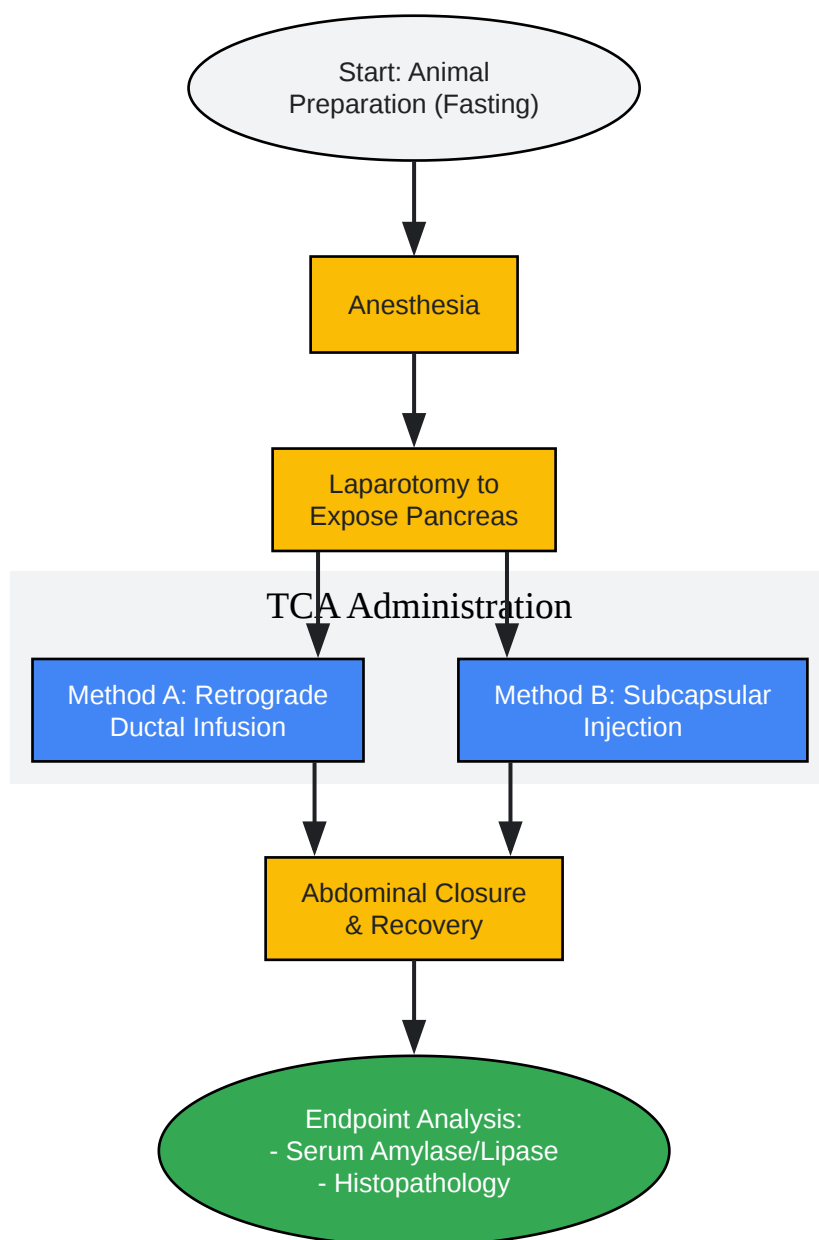 Start: Animal
Preparation (Fasting)
Anesthesia
Laparotomy to
Expose Pancreas
TCA Administration
Method A: Retrograde
Ductal Infusion
Method B: Subcapsular
Injection
Abdominal Closure
& Recovery
Endpoint Analysis:
- Serum Amylase/Lipase
- Histopathology